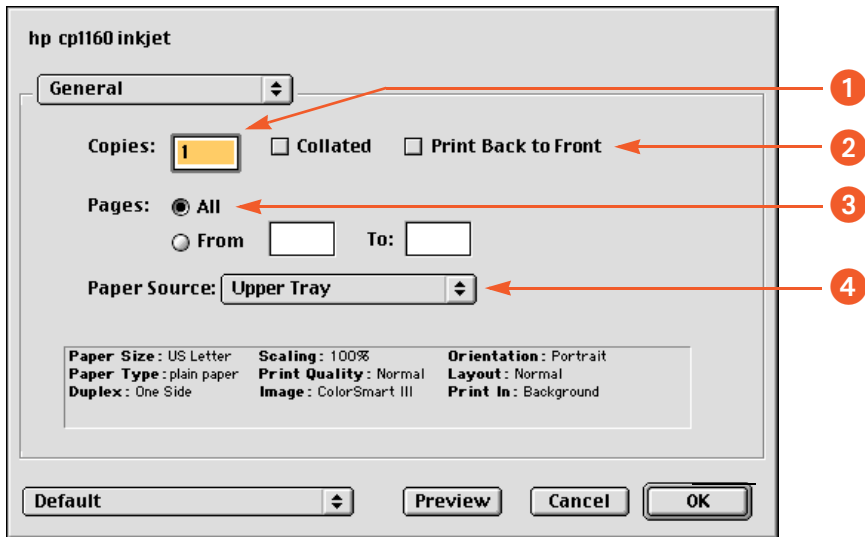 hp cp1160 inkjet
General
1
Copies: 1 Collated Print Back to Front
2
Pages: All
3
From To:
Paper Source: Upper Tray
4
Paper Size: US Letter Scaling: 100% Orientation: Portrait
Paper Type: plain paper Print Quality: Normal Layout: Normal
Duplex: One Side Image: ColorSmart III Print In: Background
Default Preview Cancel OK